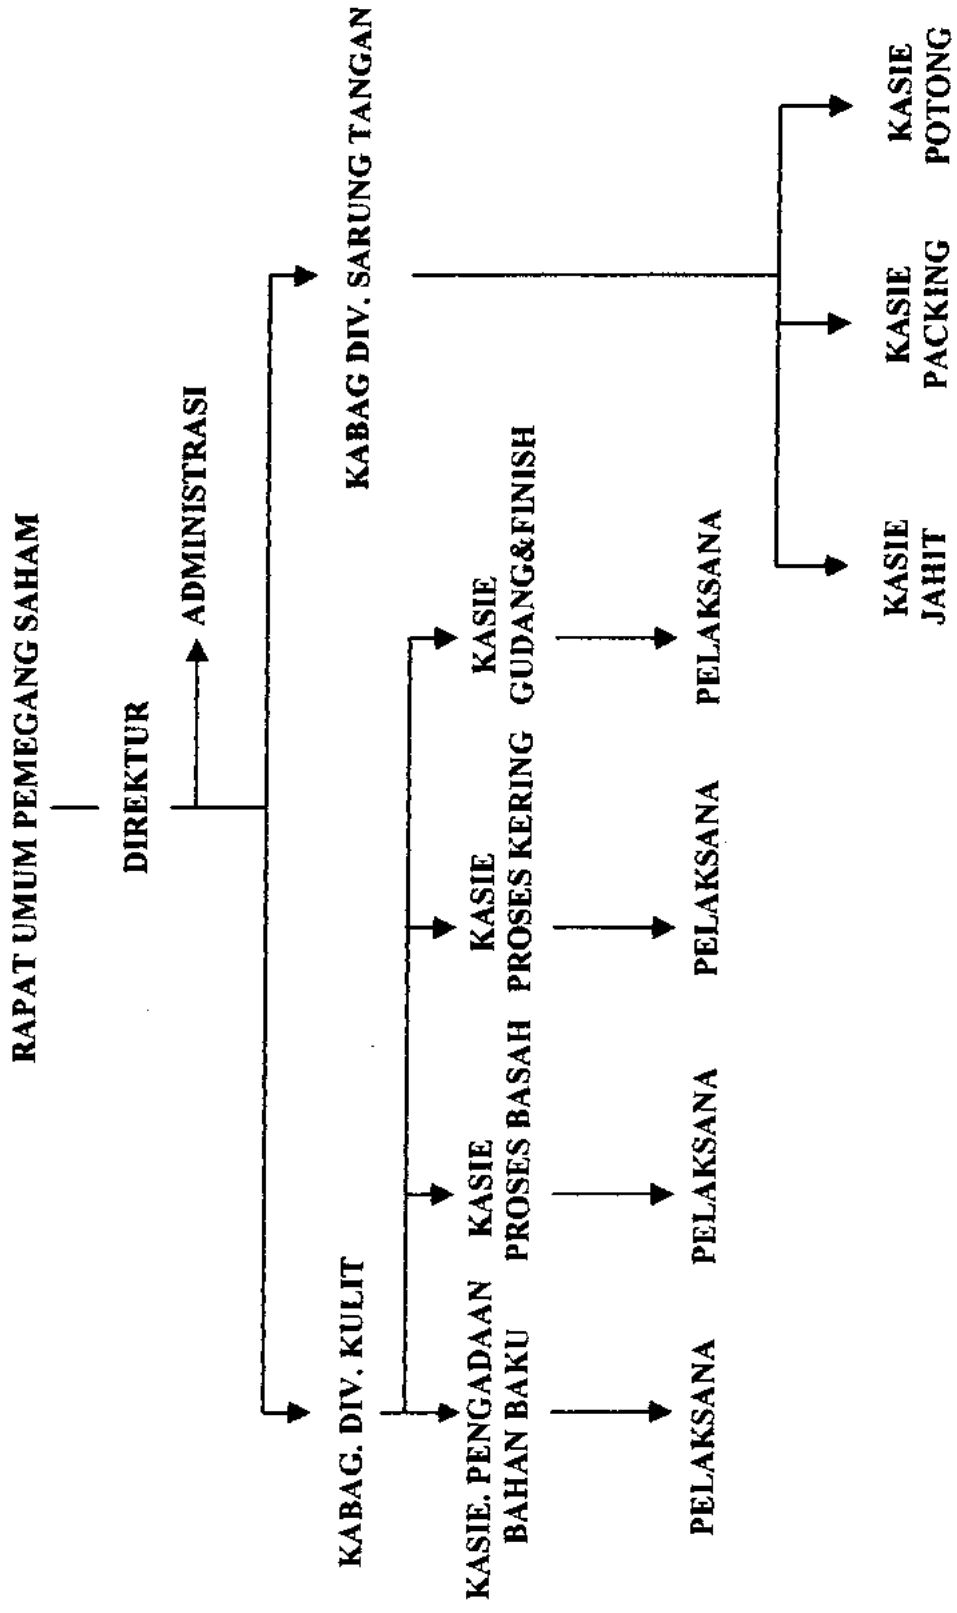 RAPAT UMUM PEMEGANG SAHAM
DIREKTUR
ADMINISTRASI
KABAG. DIV. KULIT
KABAG DIV. SARUNG TANGAN
KASIE. PENGADAAN
BAHAN BAKU
KASIE
PROSES BASAH
KASIE
PROSES KERING
KASIE
GUDANG&FINISH
PELAKSANA
PELAKSANA
PELAKSANA
PELAKSANA
KASIE
JAHIT
KASIE
PACKING
KASIE
POTONG